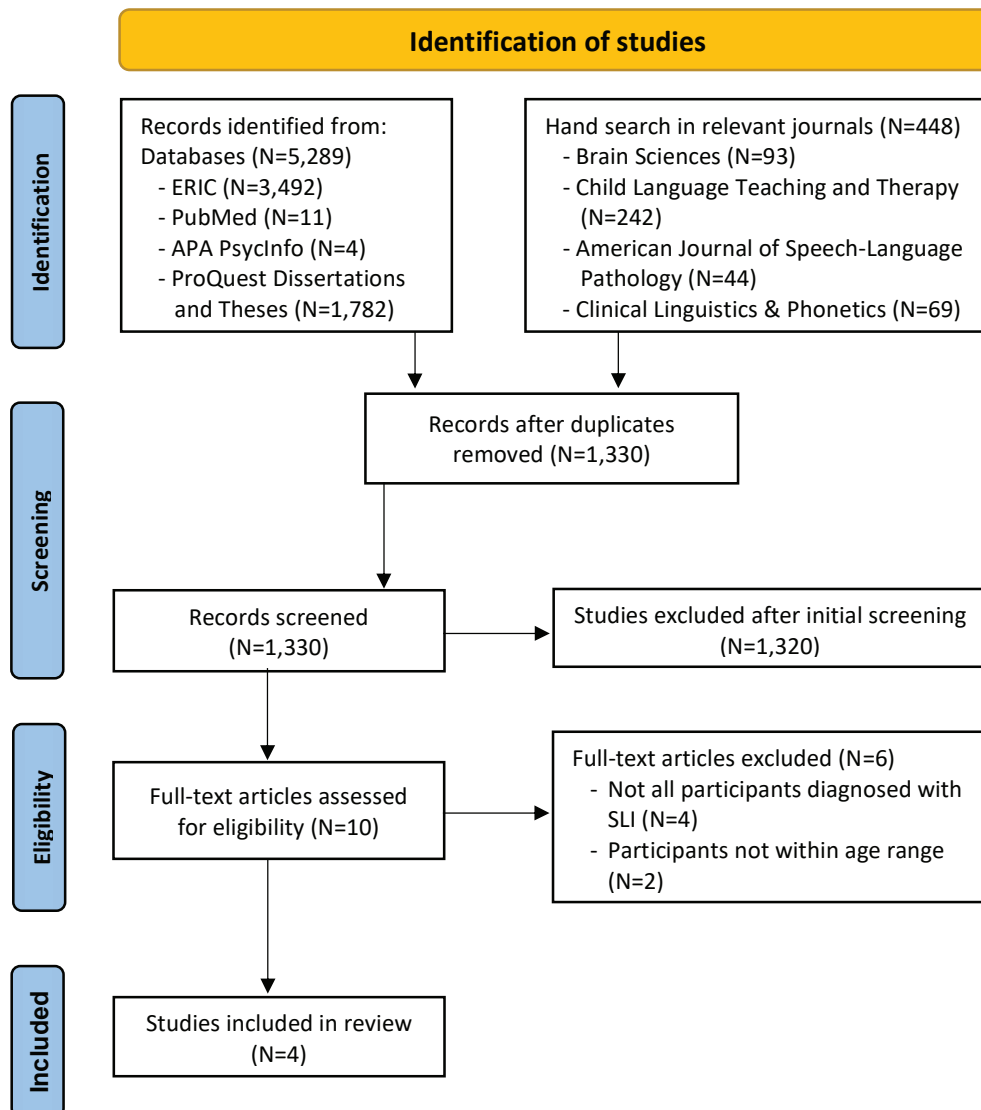 Identification of studies
Identification
Records identified from:
Databases (N=5,289)
- ERIC (N=3,492)
- PubMed (N=11)
- APA PsycInfo (N=4)
- ProQuest Dissertations
and Theses (N=1,782)
Hand search in relevant journals (N=448)
- Brain Sciences (N=93)
- Child Language Teaching and Therapy
(N=242)
- American Journal of Speech-Language
Pathology (N=44)
- Clinical Linguistics & Phonetics (N=69)
Screening
Records after duplicates
removed (N=1,330)
Records screened
(N=1,330)
Studies excluded after initial screening
(N=1,320)
Eligibility
Full-text articles assessed
for eligibility (N=10)
Full-text articles excluded (N=6)
- Not all participants diagnosed with
SLI (N=4)
- Participants not within age range
(N=2)
Included
Studies included in review
(N=4)